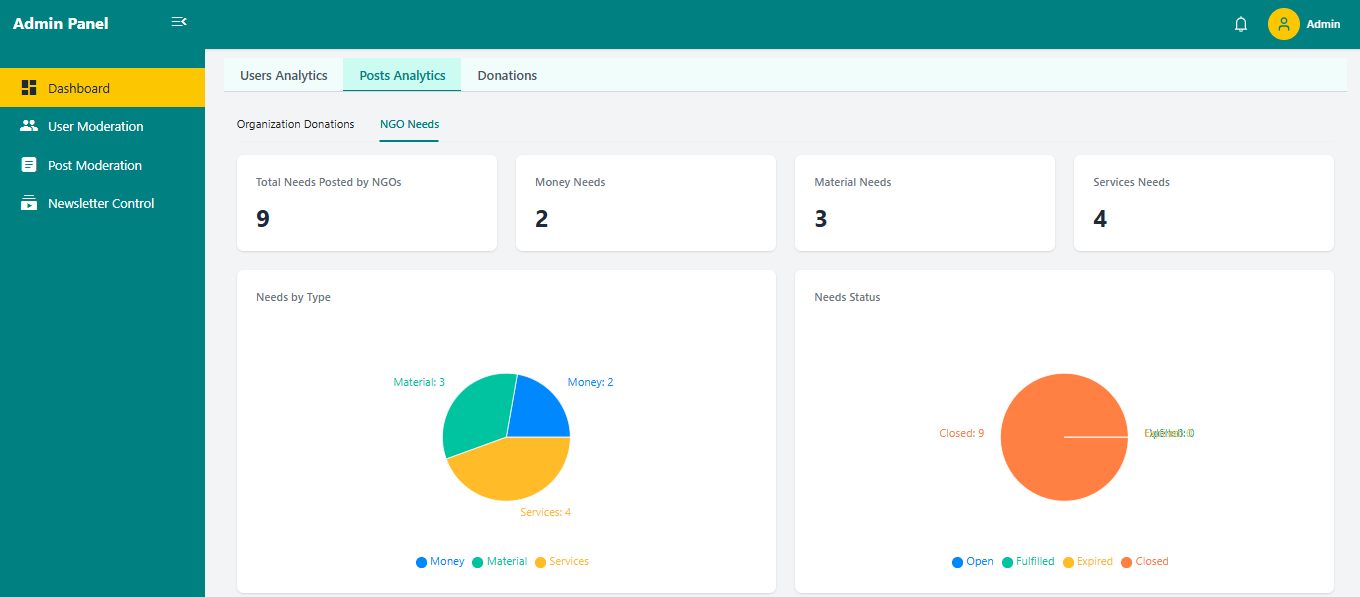 Admin Panel
Admin
Dashboard
User Moderation
Post Moderation
Newsletter Control
Users Analytics Posts Analytics Donations
Organization Donations NGO Needs
Total Needs Posted by NGOs
9
Money Needs
2
Material Needs
3
Services Needs
4
Needs by Type
Material: 3
Money: 2
Services: 4
Money Material Services
Needs Status
Closed: 9
Open Fulfilled Expired Closed